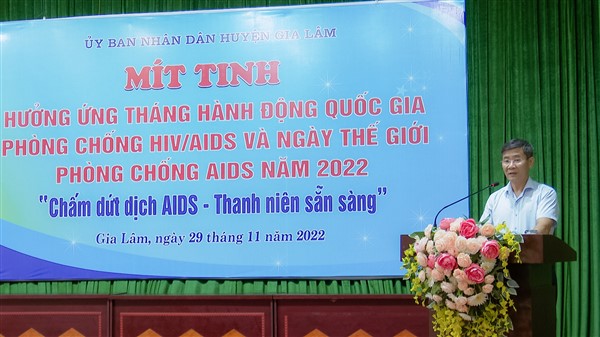 ỦY BAN NHÂN DÂN HUYỆN GIA LÂM
MÍT TINH
HƯỞNG ỨNG THÁNG HÀNH ĐỘNG QUỐC GIA
PHÒNG CHỐNG HIV/AIDS VÀ NGÀY THẾ GIỚI
PHÒNG CHỐNG AIDS NĂM 2022
"Chấm dứt dịch AIDS - Thanh niên sẵn sàng"
Gia Lâm, ngày 29 tháng 11 năm 2022